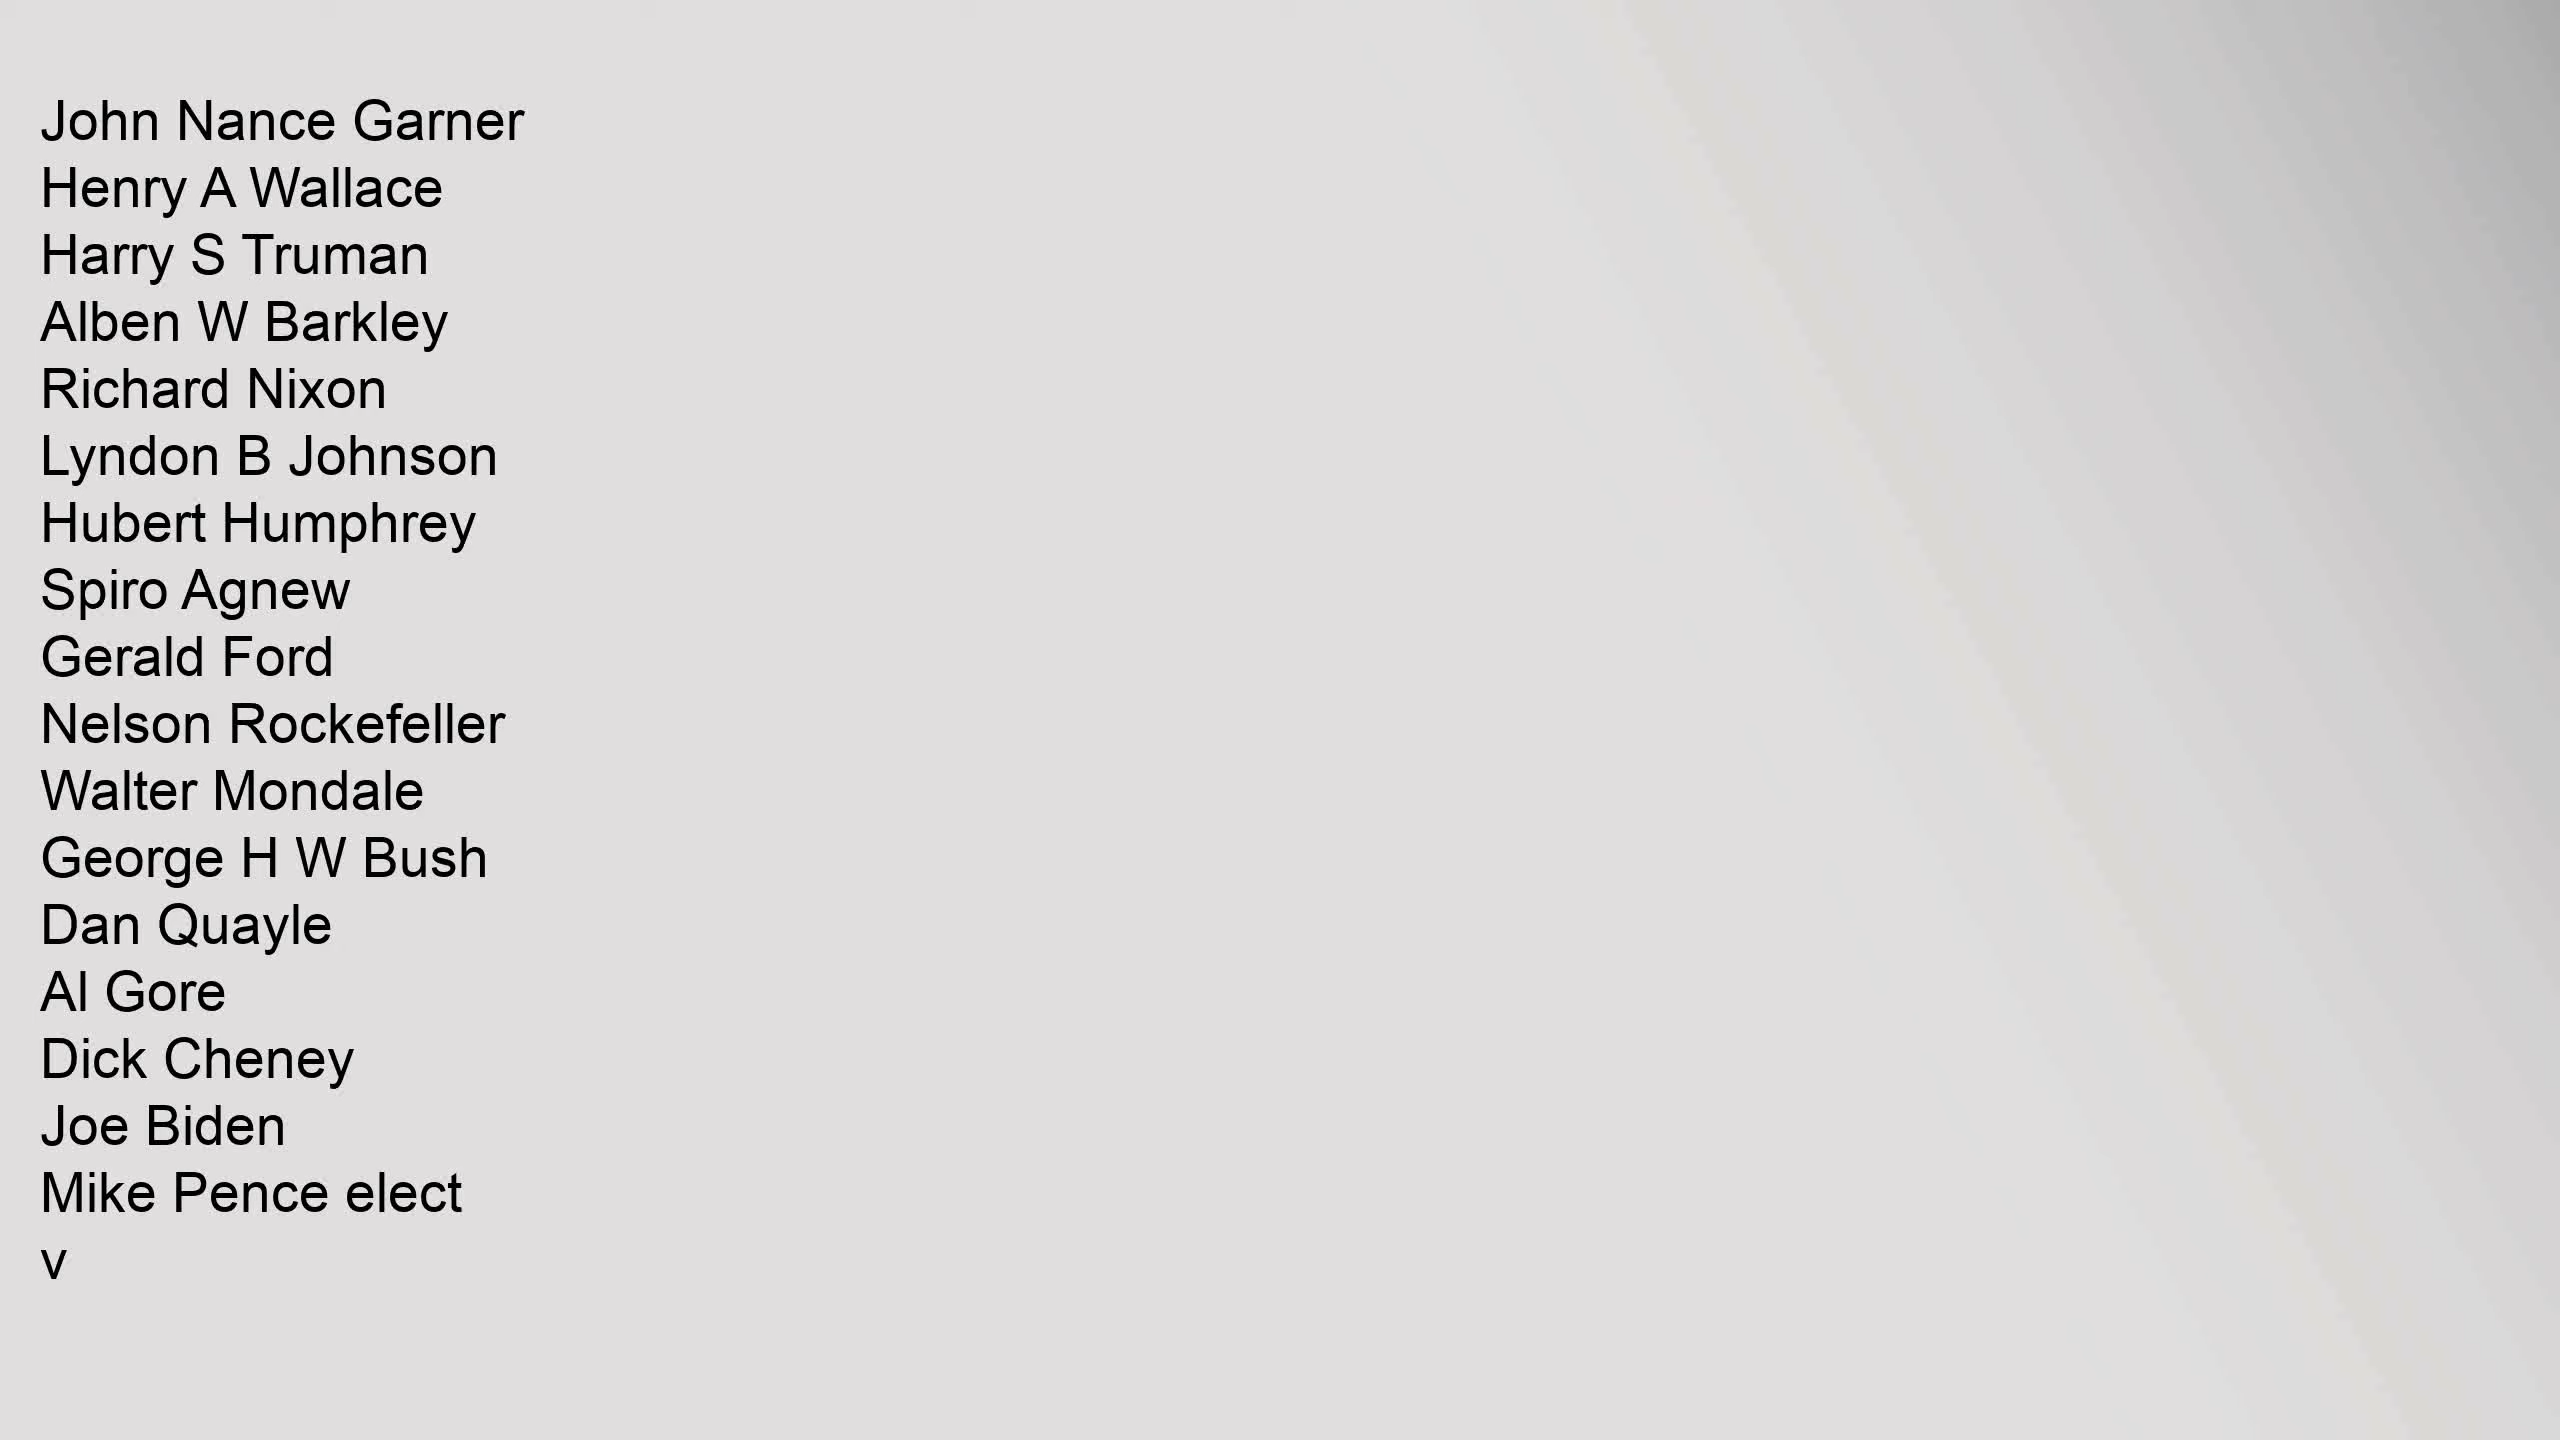 John Nance Garner
Henry A Wallace
Harry S Truman
Alben W Barkley
Richard Nixon
Lyndon B Johnson
Hubert Humphrey
Spiro Agnew
Gerald Ford
Nelson Rockefeller
Walter Mondale
George H W Bush
Dan Quayle
Al Gore
Dick Cheney
Joe Biden
Mike Pence elect
v